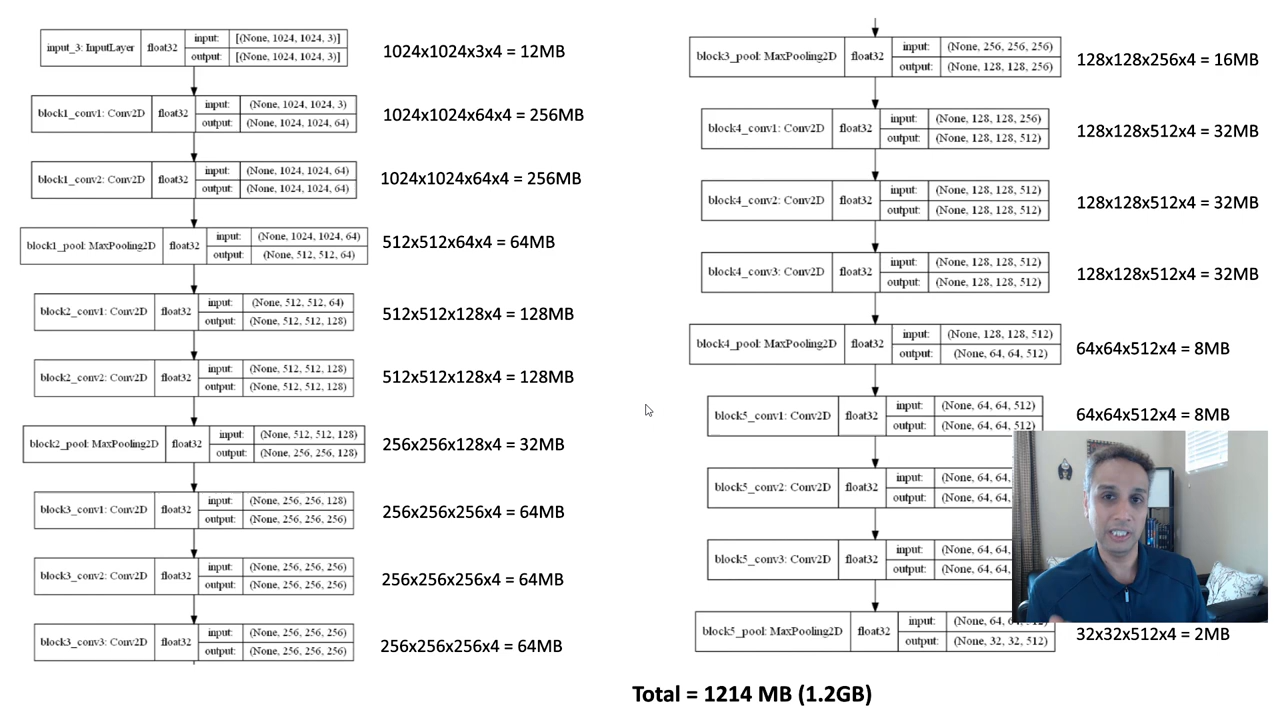 input_3: InputLayer float32 input: [(None, 1024, 1024, 3)]
output: [(None, 1024, 1024, 3)]
1024x1024x3x4 = 12MB
block1_conv1: Conv2D float32 input: (None, 1024, 1024, 3)
output: (None, 1024, 1024, 64)
1024x1024x64x4 = 256MB
block1_conv2: Conv2D float32 input: (None, 1024, 1024, 64)
output: (None, 1024, 1024, 64)
1024x1024x64x4 = 256MB
block1_pool: MaxPooling2D float32 input: (None, 1024, 1024, 64)
output: (None, 512, 512, 64)
512x512x64x4 = 64MB
block2_conv1: Conv2D float32 input: (None, 512, 512, 64)
output: (None, 512, 512, 128)
512x512x128x4 = 128MB
block2_conv2: Conv2D float32 input: (None, 512, 512, 128)
output: (None, 512, 512, 128)
512x512x128x4 = 128MB
block2_pool: MaxPooling2D float32 input: (None, 512, 512, 128)
output: (None, 256, 256, 128)
256x256x128x4 = 32MB
block3_conv1: Conv2D float32 input: (None, 256, 256, 128)
output: (None, 256, 256, 256)
256x256x256x4 = 64MB
block3_conv2: Conv2D float32 input: (None, 256, 256, 256)
output: (None, 256, 256, 256)
256x256x256x4 = 64MB
block3_conv3: Conv2D float32 input: (None, 256, 256, 256)
output: (None, 256, 256, 256)
256x256x256x4 = 64MB
block3_pool: MaxPooling2D float32 input: (None, 256, 256, 256)
output: (None, 128, 128, 256)
128x128x256x4 = 16MB
block4_conv1: Conv2D float32 input: (None, 128, 128, 256)
output: (None, 128, 128, 512)
128x128x512x4 = 32MB
block4_conv2: Conv2D float32 input: (None, 128, 128, 512)
output: (None, 128, 128, 512)
128x128x512x4 = 32MB
block4_conv3: Conv2D float32 input: (None, 128, 128, 512)
output: (None, 128, 128, 512)
128x128x512x4 = 32MB
block4_pool: MaxPooling2D float32 input: (None, 128, 128, 512)
output: (None, 64, 64, 512)
64x64x512x4 = 8MB
block5_conv1: Conv2D float32 input: (None, 64, 64, 512)
output: (None, 64, 64, 512)
64x64x512x4 = 8MB
block5_conv2: Conv2D float32 input: (None, 64, 64,
output: (None, 64, 64,
block5_conv3: Conv2D float32 input: (None, 64, 64,
output: (None, 64, 64,
block5_pool: MaxPooling2D float32 input: (None, 64,
output: (None, 32, 32, 512)
32x32x512x4 = 2MB
Total = 1214 MB (1.2GB)